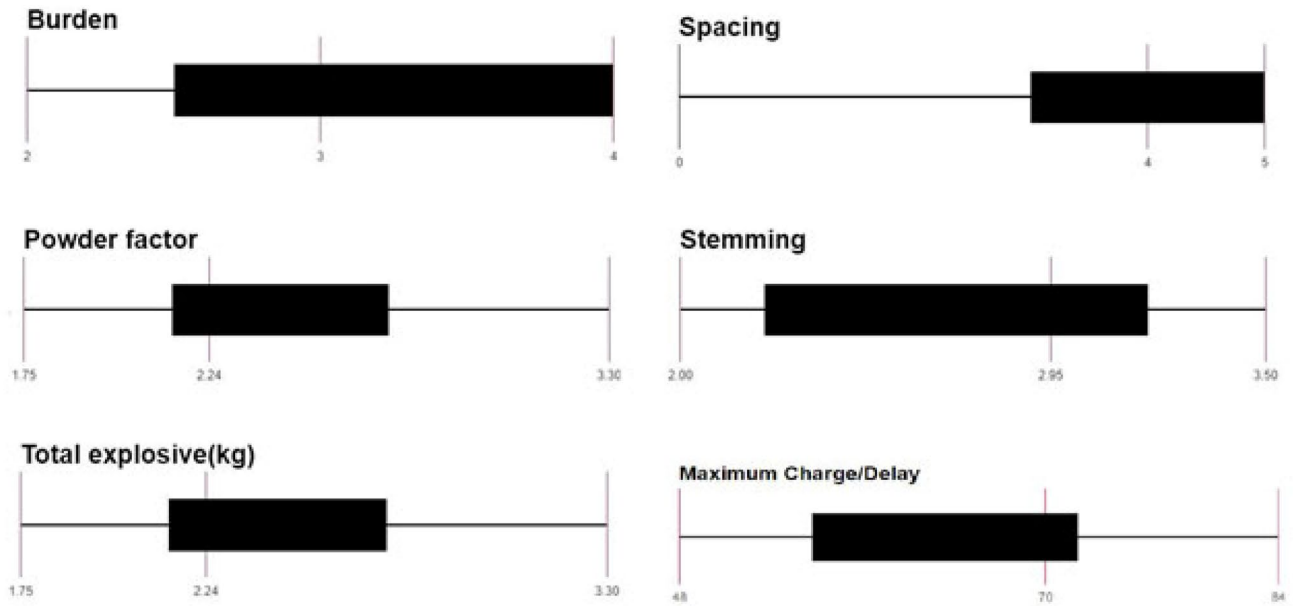 Burden
2 3 4
Spacing
0 4 5
Powder factor
1.75 2.24 3.30
Stemming
2.00 2.95 3.50
Total explosive(kg)
1.75 2.24 3.30
Maximum Charge/Delay
48 70 84